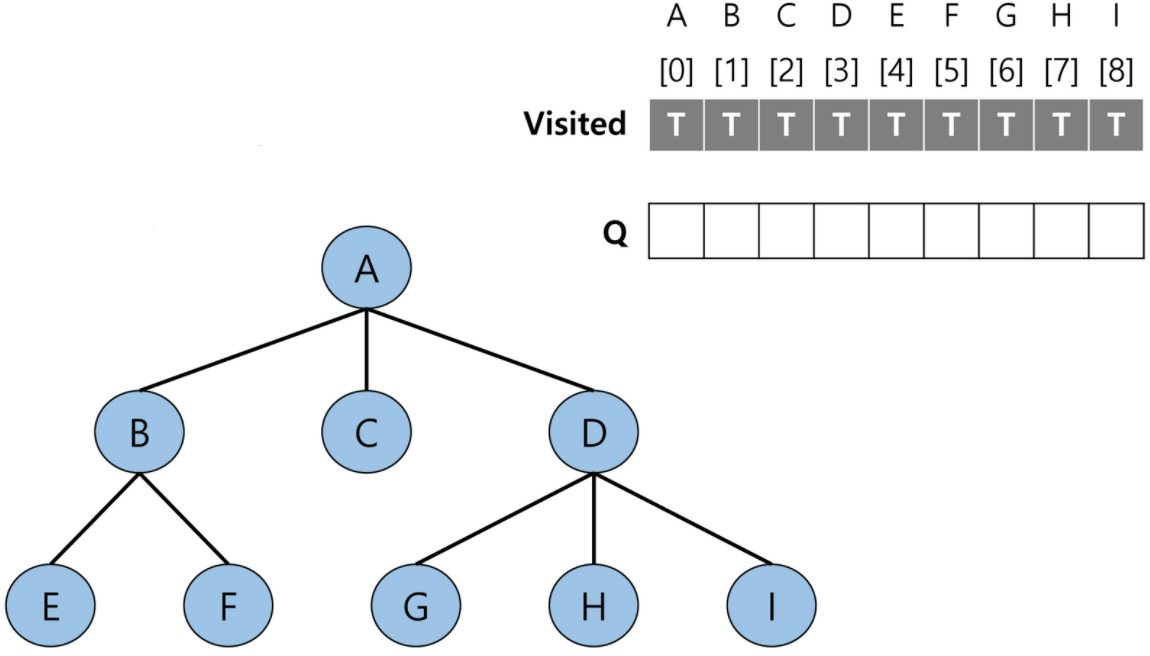 A B C D E F G H I
[0] [1] [2] [3] [4] [5] [6] [7] [8]
Visited T T T T T T T T T
Q
A
B C D
E F G H I